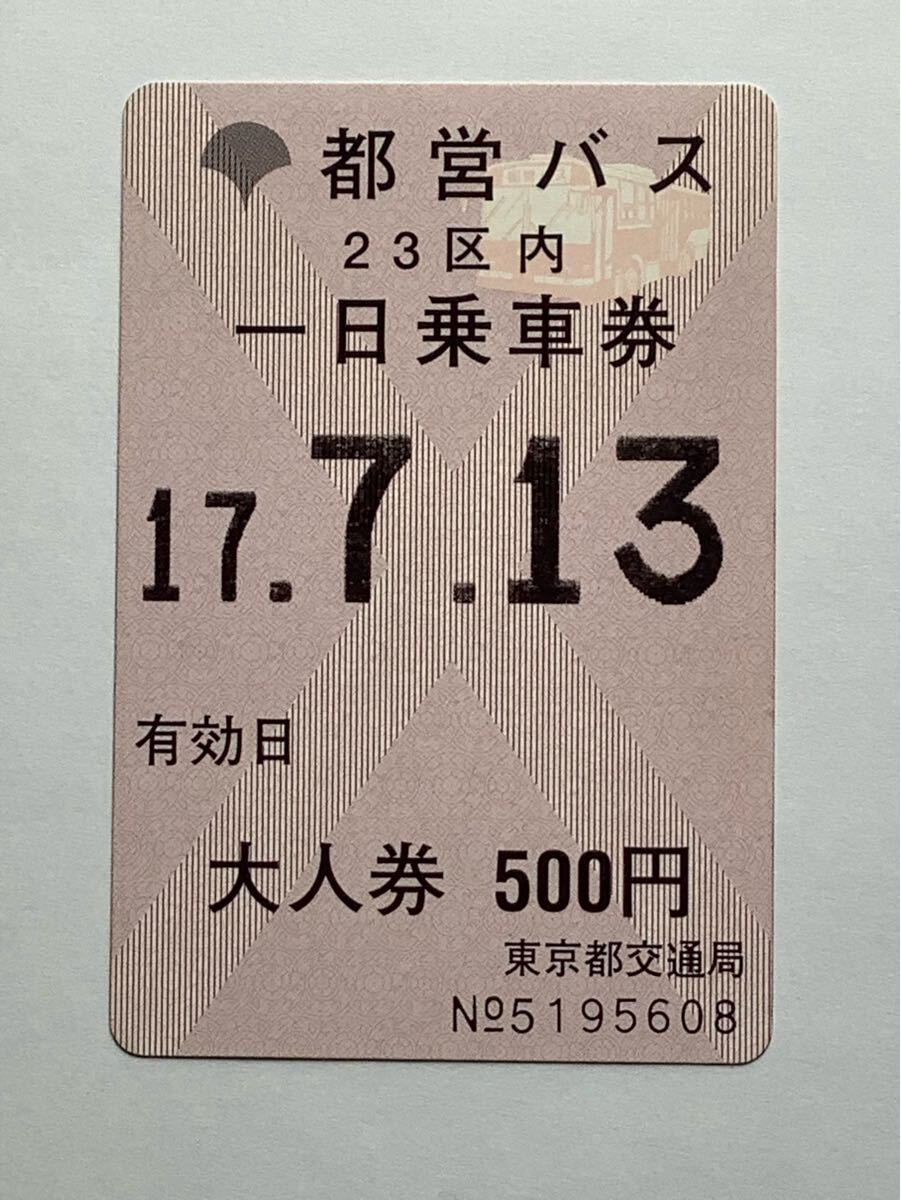 都営バス
23区内
一日乗車券
17.7.13
有効日
大人券 500円
東京都交通局
№5195608